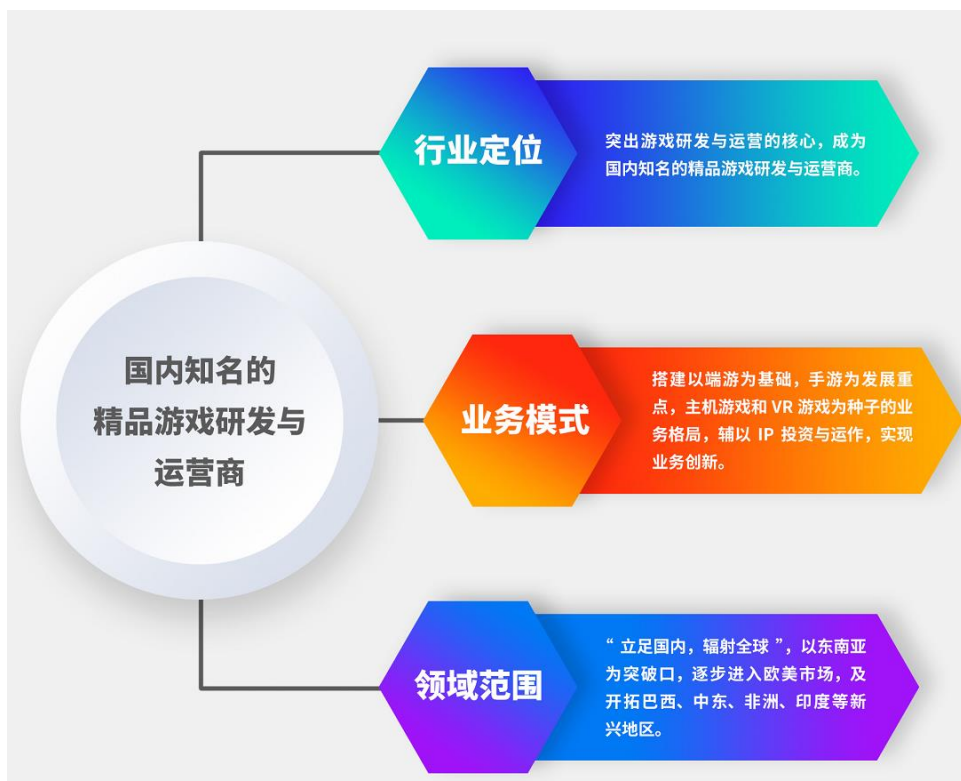 国内知名的
精品游戏研发与
运营商
行业定位
突出游戏研发与运营的核心，成为
国内知名的精品游戏研发与运营商。
业务模式
搭建以端游为基础，手游为发展重
点，主机游戏和 VR 游戏为种子的业
务格局，辅以 IP 投资与运作，实现
业务创新。
领域范围
“ 立足国内，辐射全球 ”，以东南亚
为突破口，逐步进入欧美市场，及
开拓巴西、中东、非洲、印度等新
兴地区。